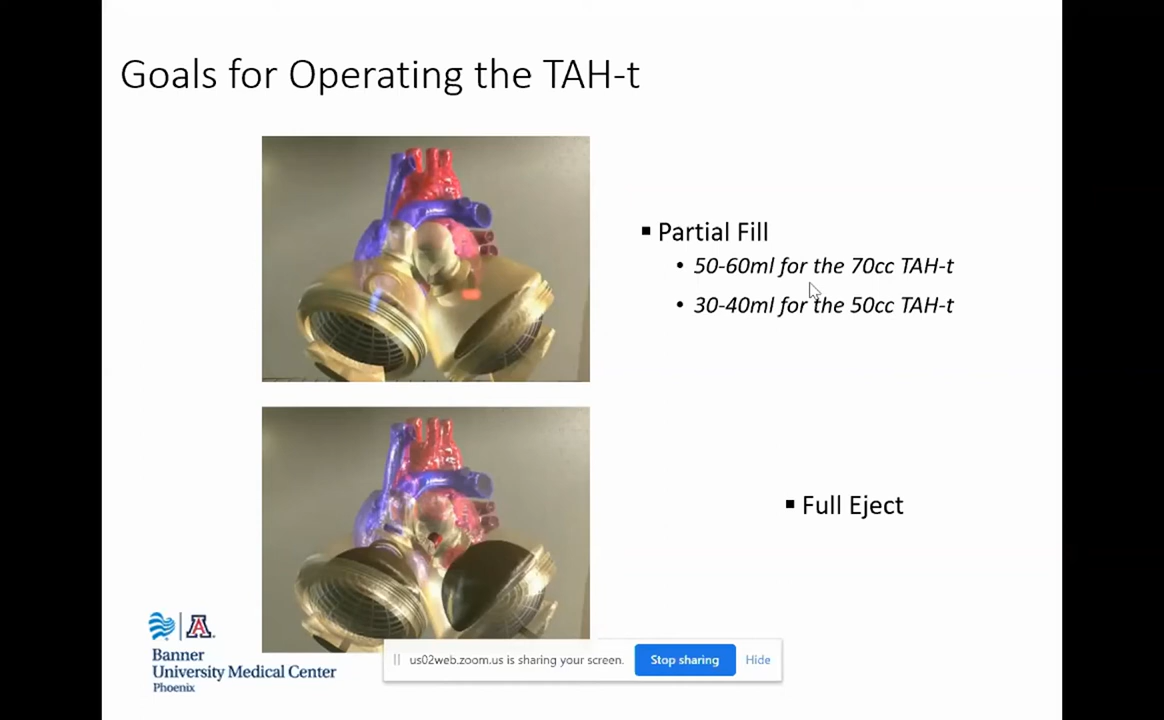 Goals for Operating the TAH-t
▪ Partial Fill
• 50-60ml for the 70cc TAH-t
• 30-40ml for the 50cc TAH-t
▪ Full Eject
A
Banner
University Medical Center
Phoenix
us02web.zoom.us is sharing your screen.
Stop sharing
Hide